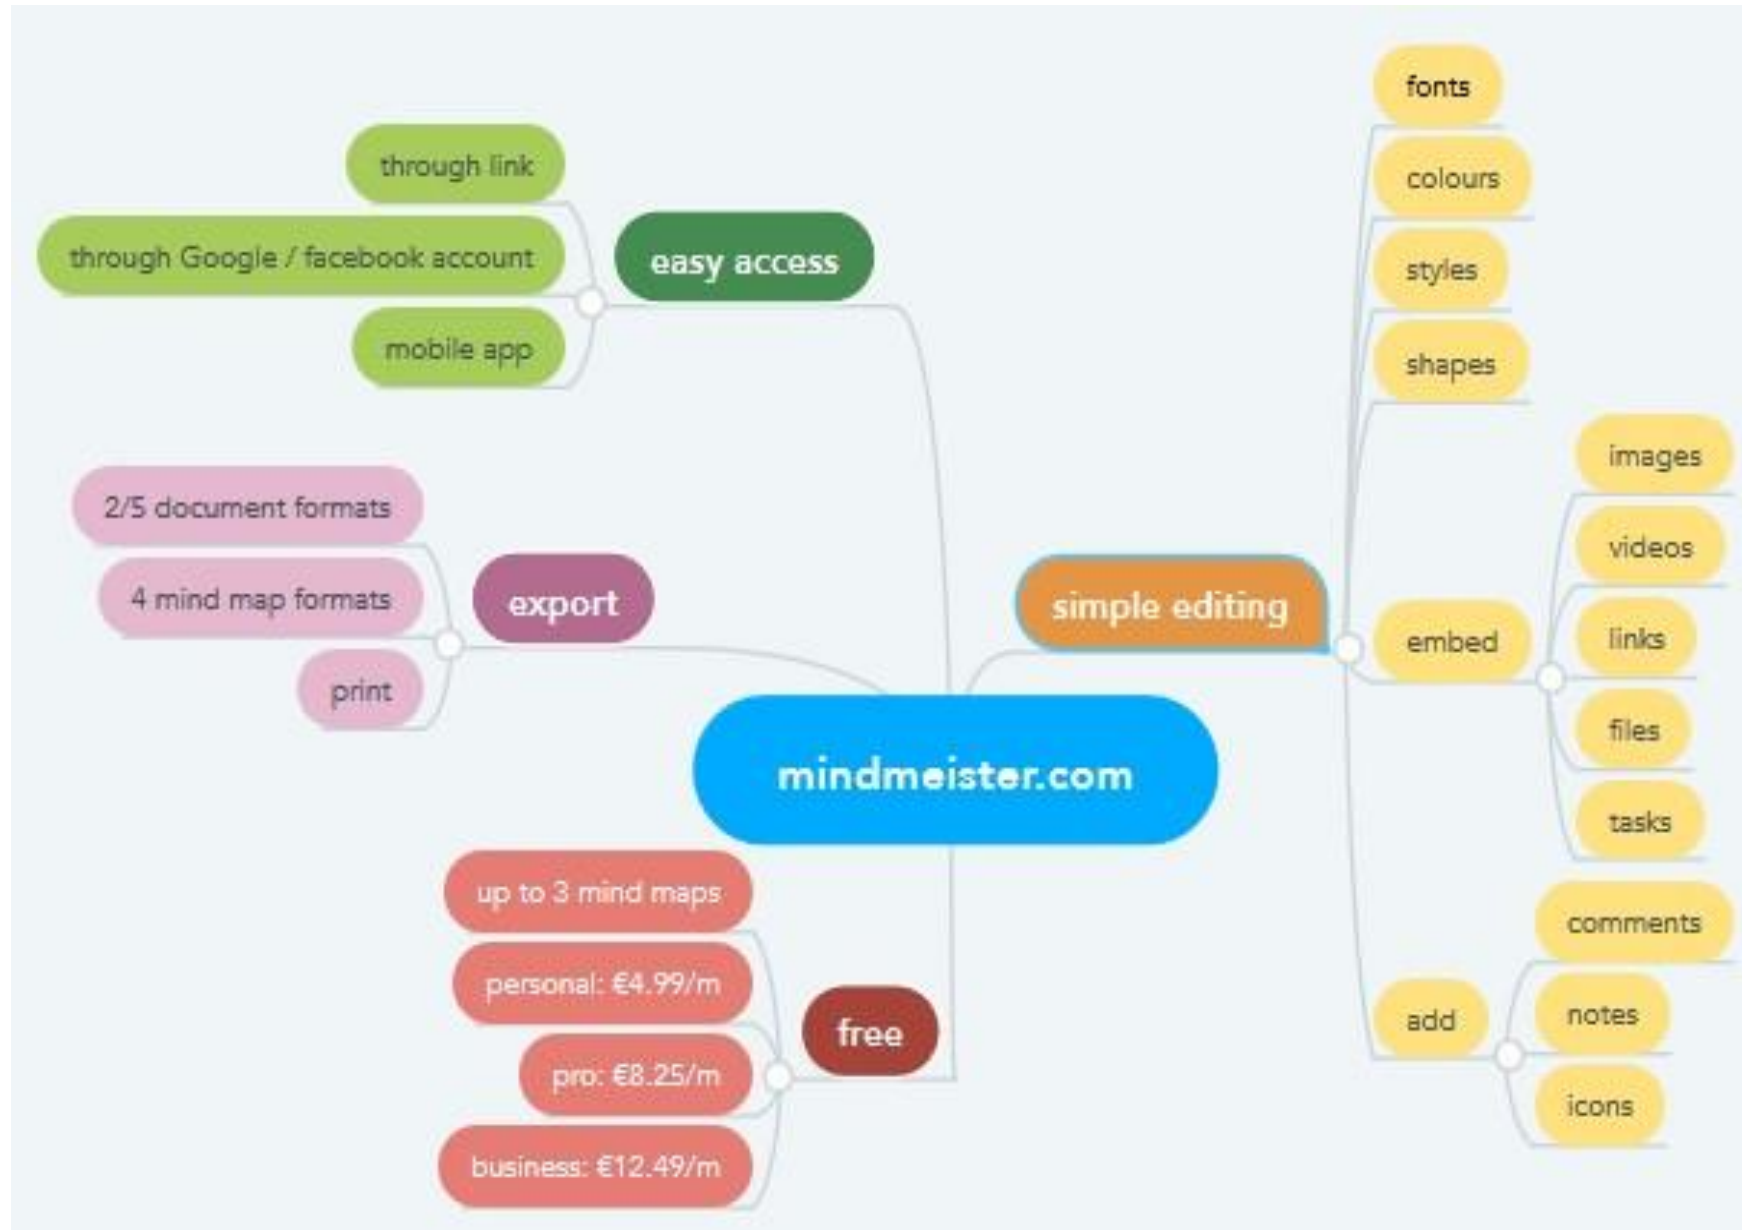 mindmeister.com
easy access
through link
through Google / facebook account
mobile app
export
2/5 document formats
4 mind map formats
print
free
up to 3 mind maps
personal: €4.99/m
pro: €8.25/m
business: €12.49/m
simple editing
fonts
colours
styles
shapes
embed
images
videos
links
files
tasks
add
comments
notes
icons